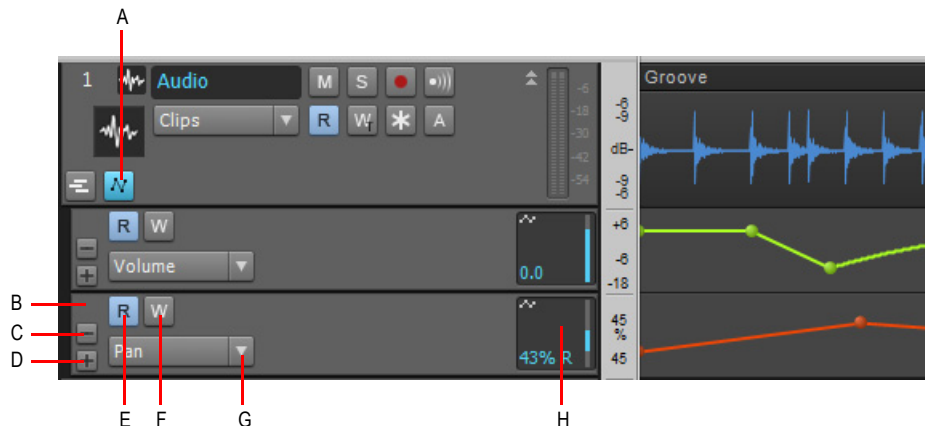 A
1 Audio M S
Clips R W A
-6
-18
-30
-42
-54
-6
-9
dB-
-9
-6
Groove
R W
Volume
0.0
+6
-6
-18
B
R W
C
Pan
D
43% R
45
%
45
E F G H